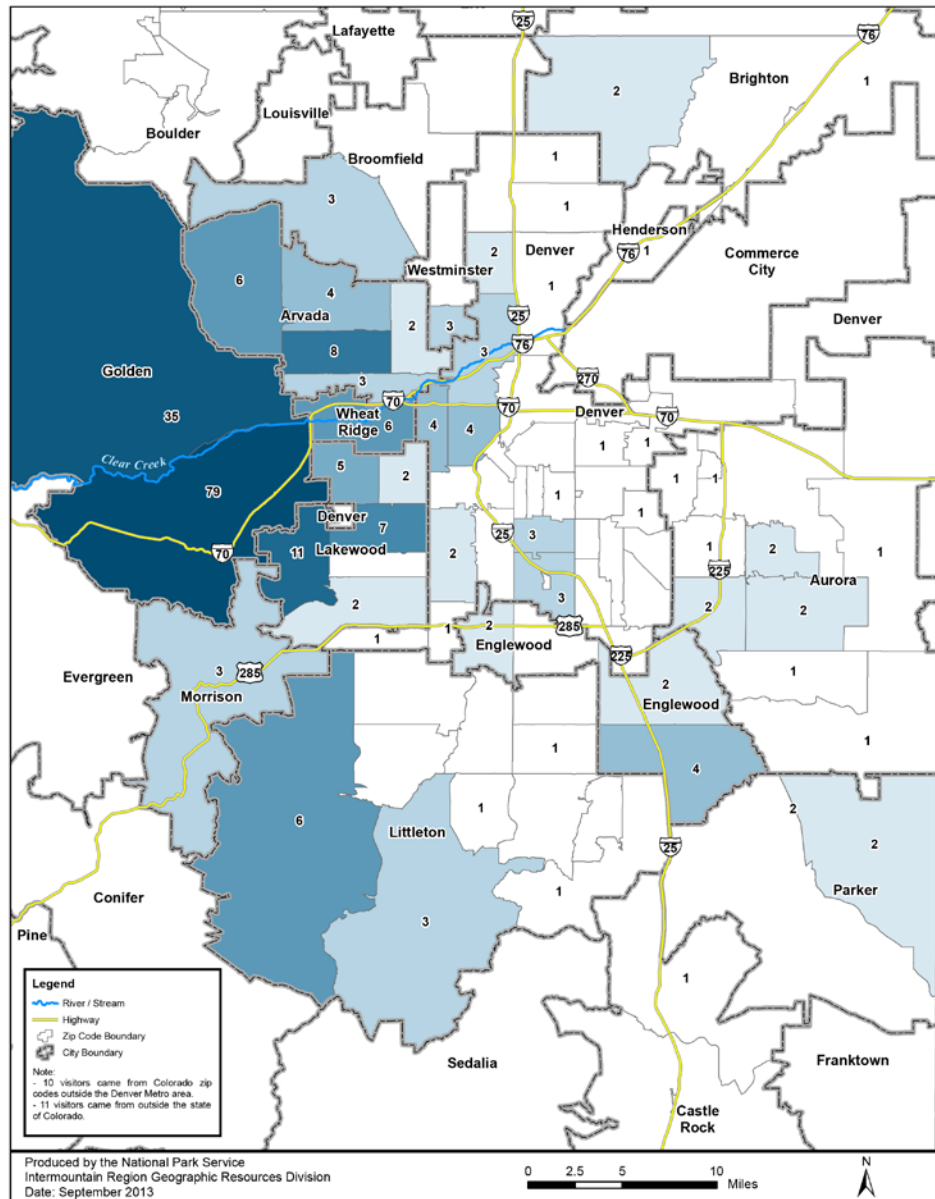 25
76
Lafayette
Brighton
1
2
Louisville
Boulder
1
Broomfield
3
1
Henderson
76
1
2
Denver
Commerce
City
Westminster
6
4
1
Arvada
25
2
3
Denver
8
76
3
Golden
3
270
35
70
Wheat
Ridge
6
4
4
70
Denver
70
1
1
Clear Creek
5
2
1
1
79
1
1
Denver
7
25
3
1
2
1
70
11
Lakewood
2
225
Aurora
2
3
2
2
1
1
2
285
Englewood
225
Evergreen
3
285
2
1
Morrison
Englewood
1
1
4
6
1
2
Littleton
25
2
1
Parker
Conifer
3
Pine
1
Legend
River / Stream
Highway
Zip Code Boundary
City Boundary
Note:
- 10 visitors came from Colorado zip
codes outside the Denver Metro area.
- 11 visitors came from outside the state
of Colorado.
Sedalia
Franktown
Castle
Rock
Produced by the National Park Service
Intermountain Region Geographic Resources Division
Date: September 2013
0 2.5 5 10
Miles
N